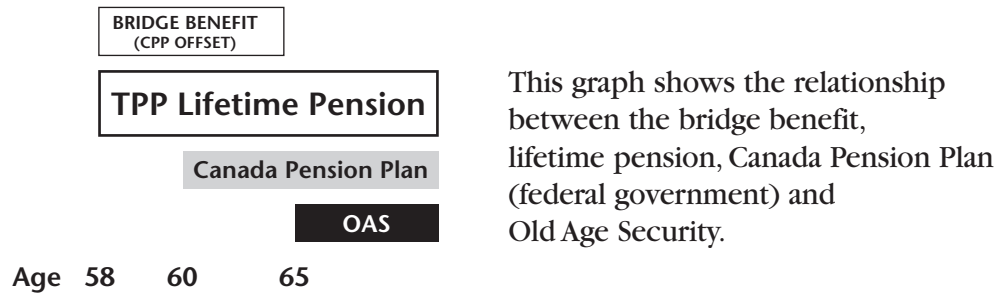 BRIDGE BENEFIT
(CPP OFFSET)
TPP Lifetime Pension
Canada Pension Plan
OAS
Age 58 60 65
This graph shows the relationship
between the bridge benefit,
lifetime pension, Canada Pension Plan
(federal government) and
Old Age Security.